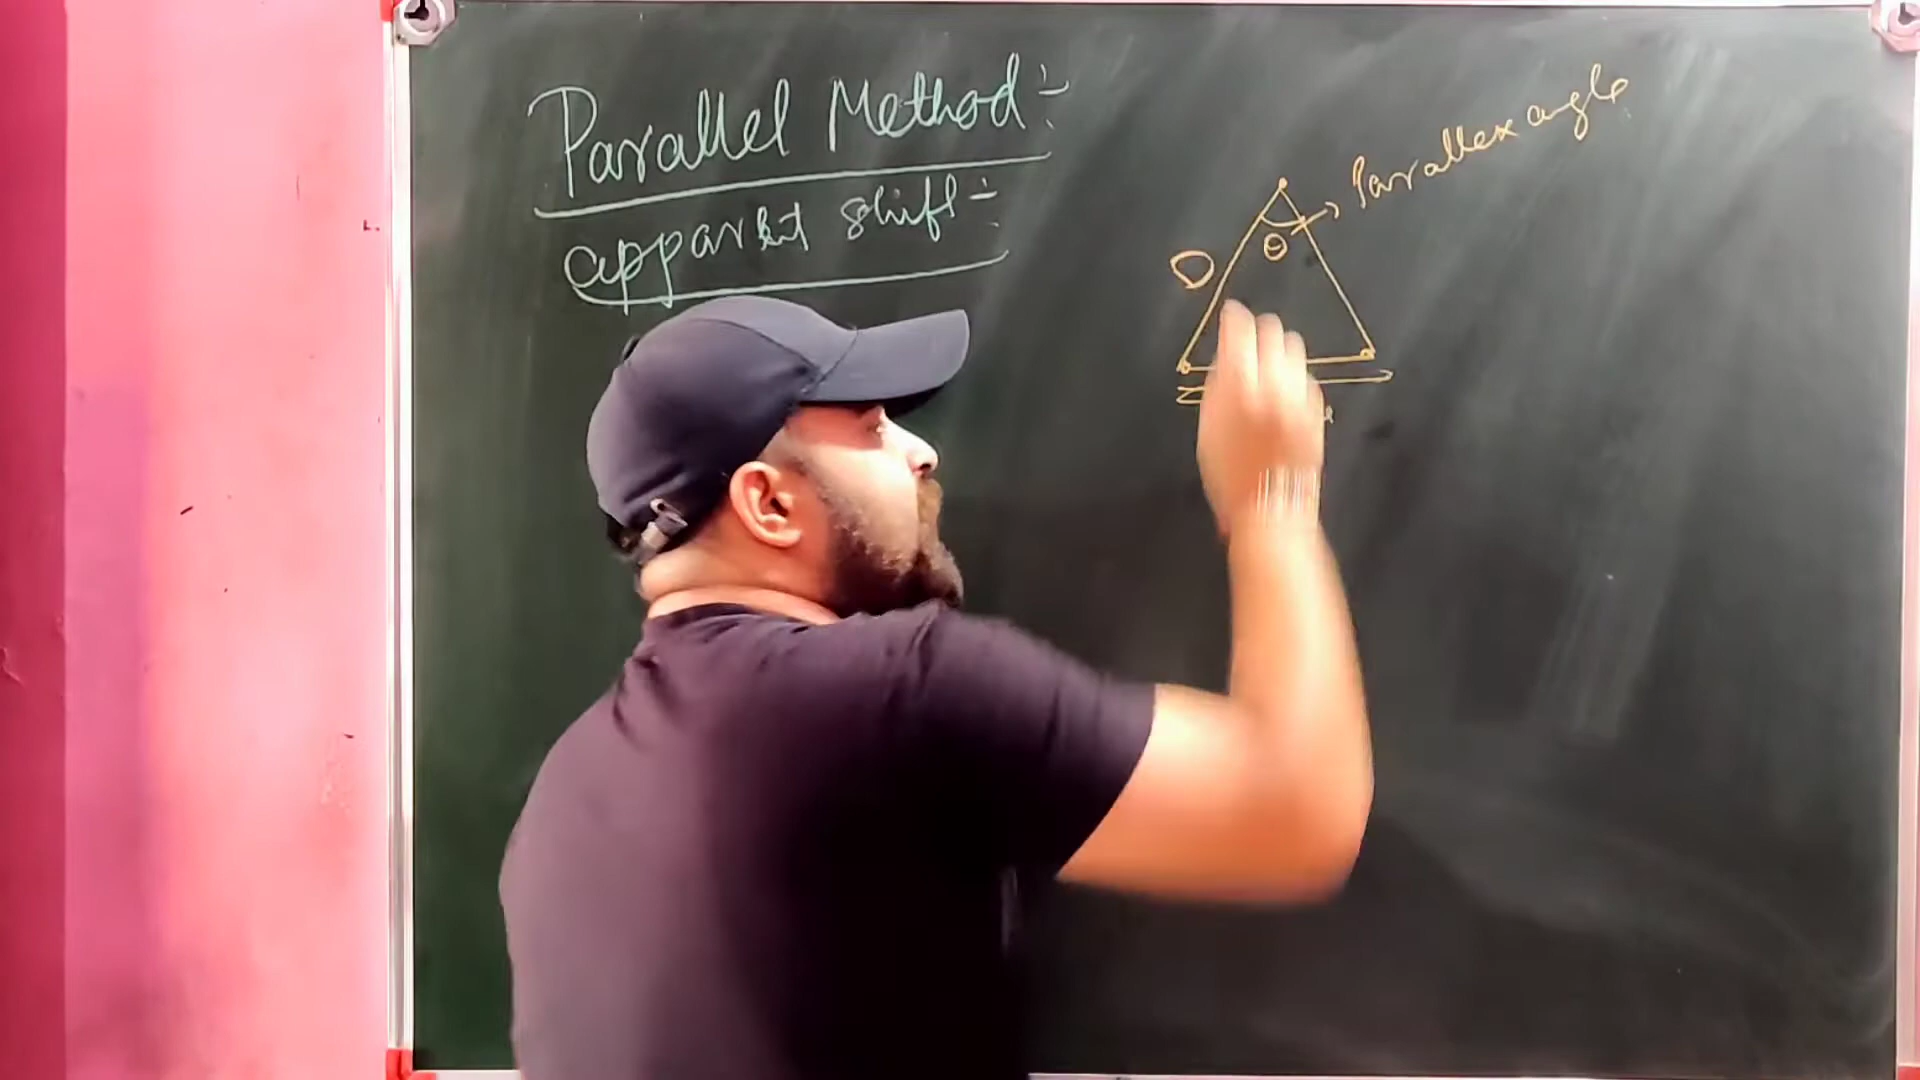 Parallel Method :-
apparent shift :-
Parallex angle
θ
D